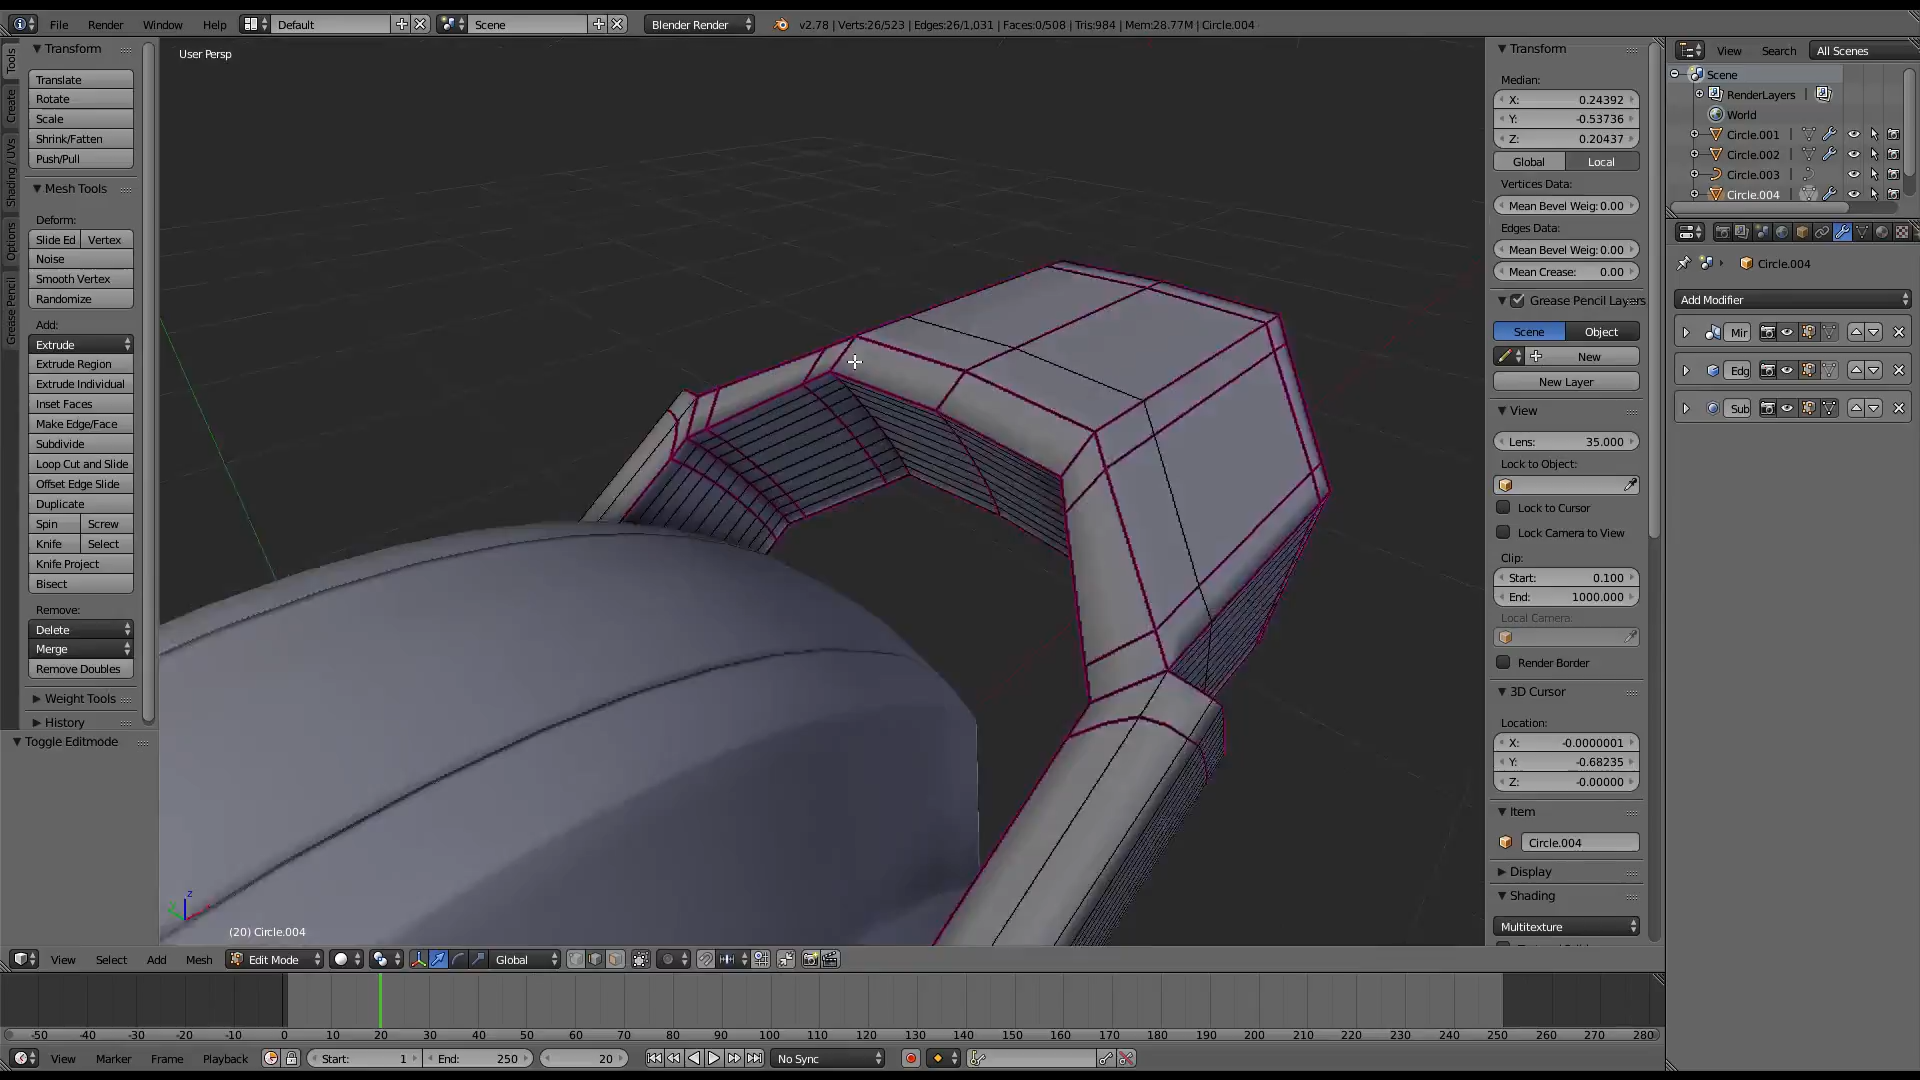 File Render Window Help Default Scene Blender Render v2.78 | Verts:26/523 | Edges:26/1,031 | Faces:0/508 | Tris:984 | Mem:28.77M | Circle.004
Tools
Create
Shading / UVs
Options
Grease Pencil
Transform
Translate
Rotate
Scale
Shrink/Fatten
Push/Pull
Mesh Tools
Deform:
Slide Ed Vertex
Noise
Smooth Vertex
Randomize
Add:
Extrude
Extrude Region
Extrude Individual
Inset Faces
Make Edge/Face
Subdivide
Loop Cut and Slide
Offset Edge Slide
Duplicate
Spin Screw
Knife Select
Knife Project
Bisect
Remove:
Delete
Merge
Remove Doubles
Weight Tools
History
Toggle Editmode
User Persp
z
(20) Circle.004
Transform
Median:
X: 0.24392
Y: -0.53736
Z: 0.20437
Global Local
Vertices Data:
Mean Bevel Weig: 0.00
Edges Data:
Mean Bevel Weig: 0.00
Mean Crease: 0.00
Grease Pencil Layers
Scene Object
New
New Layer
View
Lens: 35.000
Lock to Object:
Lock to Cursor
Lock Camera to View
Clip:
Start: 0.100
End: 1000.000
Local Camera:
Render Border
3D Cursor
Location:
X: -0.0000001
Y: -0.68235
Z: -0.00000
Item
Circle.004
Display
Shading
Multitexture
View Search All Scenes
Scene
RenderLayers |
World
Circle.001
Circle.002
Circle.003
Circle.004
Circle.004
Add Modifier
Mir
Edg
Sub
View Select Add Mesh Edit Mode Global
-50 -40 -30 -20 -10 0 10 20 30 40 50 60 70 80 90 100 110 120 130 140 150 160 170 180 190 200 210 220 230 240 250 260 270 280
View Marker Frame Playback Start: 1 End: 250 20 No Sync